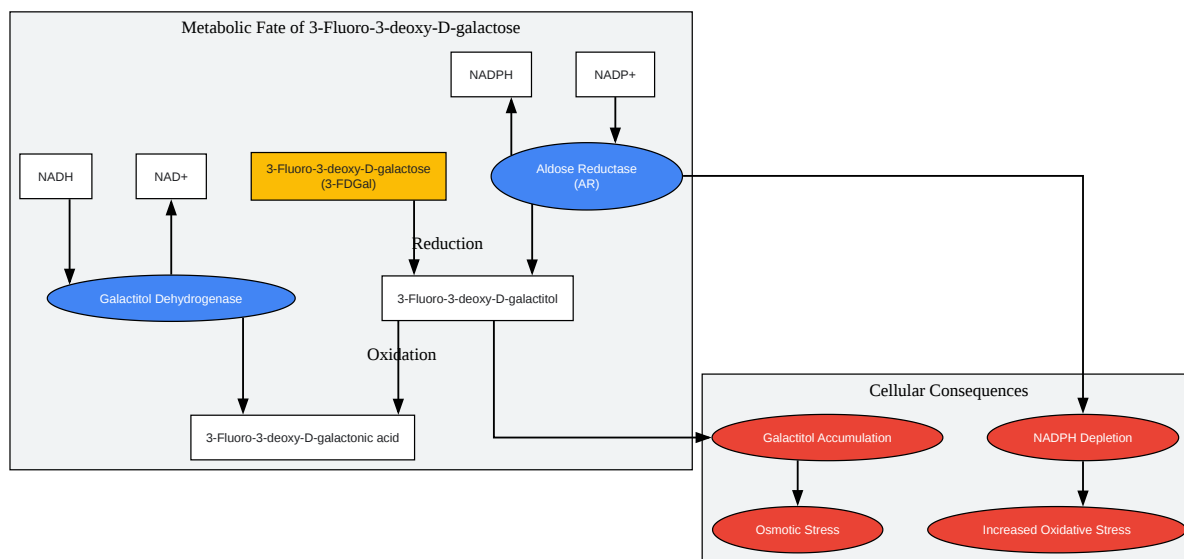 Metabolic Fate of 3-Fluoro-3-deoxy-D-galactose
NADPH
NADP+
NADH
NAD+
3-Fluoro-3-deoxy-D-galactose
(3-FDGal)
Aldose Reductase
(AR)
Reduction
Galactitol Dehydrogenase
3-Fluoro-3-deoxy-D-galactitol
Oxidation
3-Fluoro-3-deoxy-D-galactonic acid
Cellular Consequences
Galactitol Accumulation
NADPH Depletion
Osmotic Stress
Increased Oxidative Stress